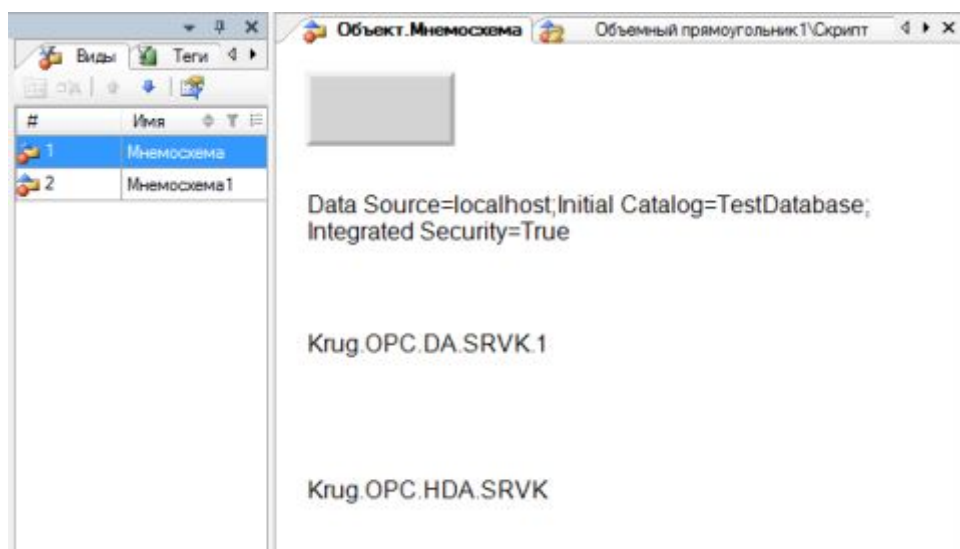 Виды Теги
# Имя
1 Мнемосхема
2 Мнемосхема1
Объект.Мнемосхема Объемный прямоугольник1\Скрипт
Data Source=localhost;Initial Catalog=TestDatabase;
Integrated Security=True
Krug.OPC.DA.SRVK.1
Krug.OPC.HDA.SRVK